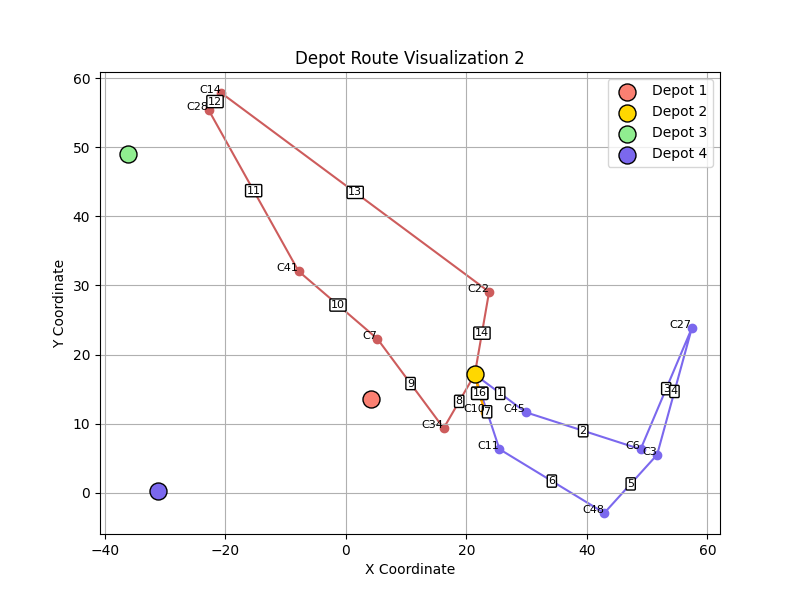 Depot Route Visualization 2
Depot 1
Depot 2
Depot 3
Depot 4
Y Coordinate
60
50
40
30
20
10
0
C14
12
C28
11
13
C41
C22
10
14
C27
C7
9
8
16
1
3
4
C10
7
C45
C34
2
C11
C6
C3
6
5
C48
−40
−20
0
20
40
60
X Coordinate